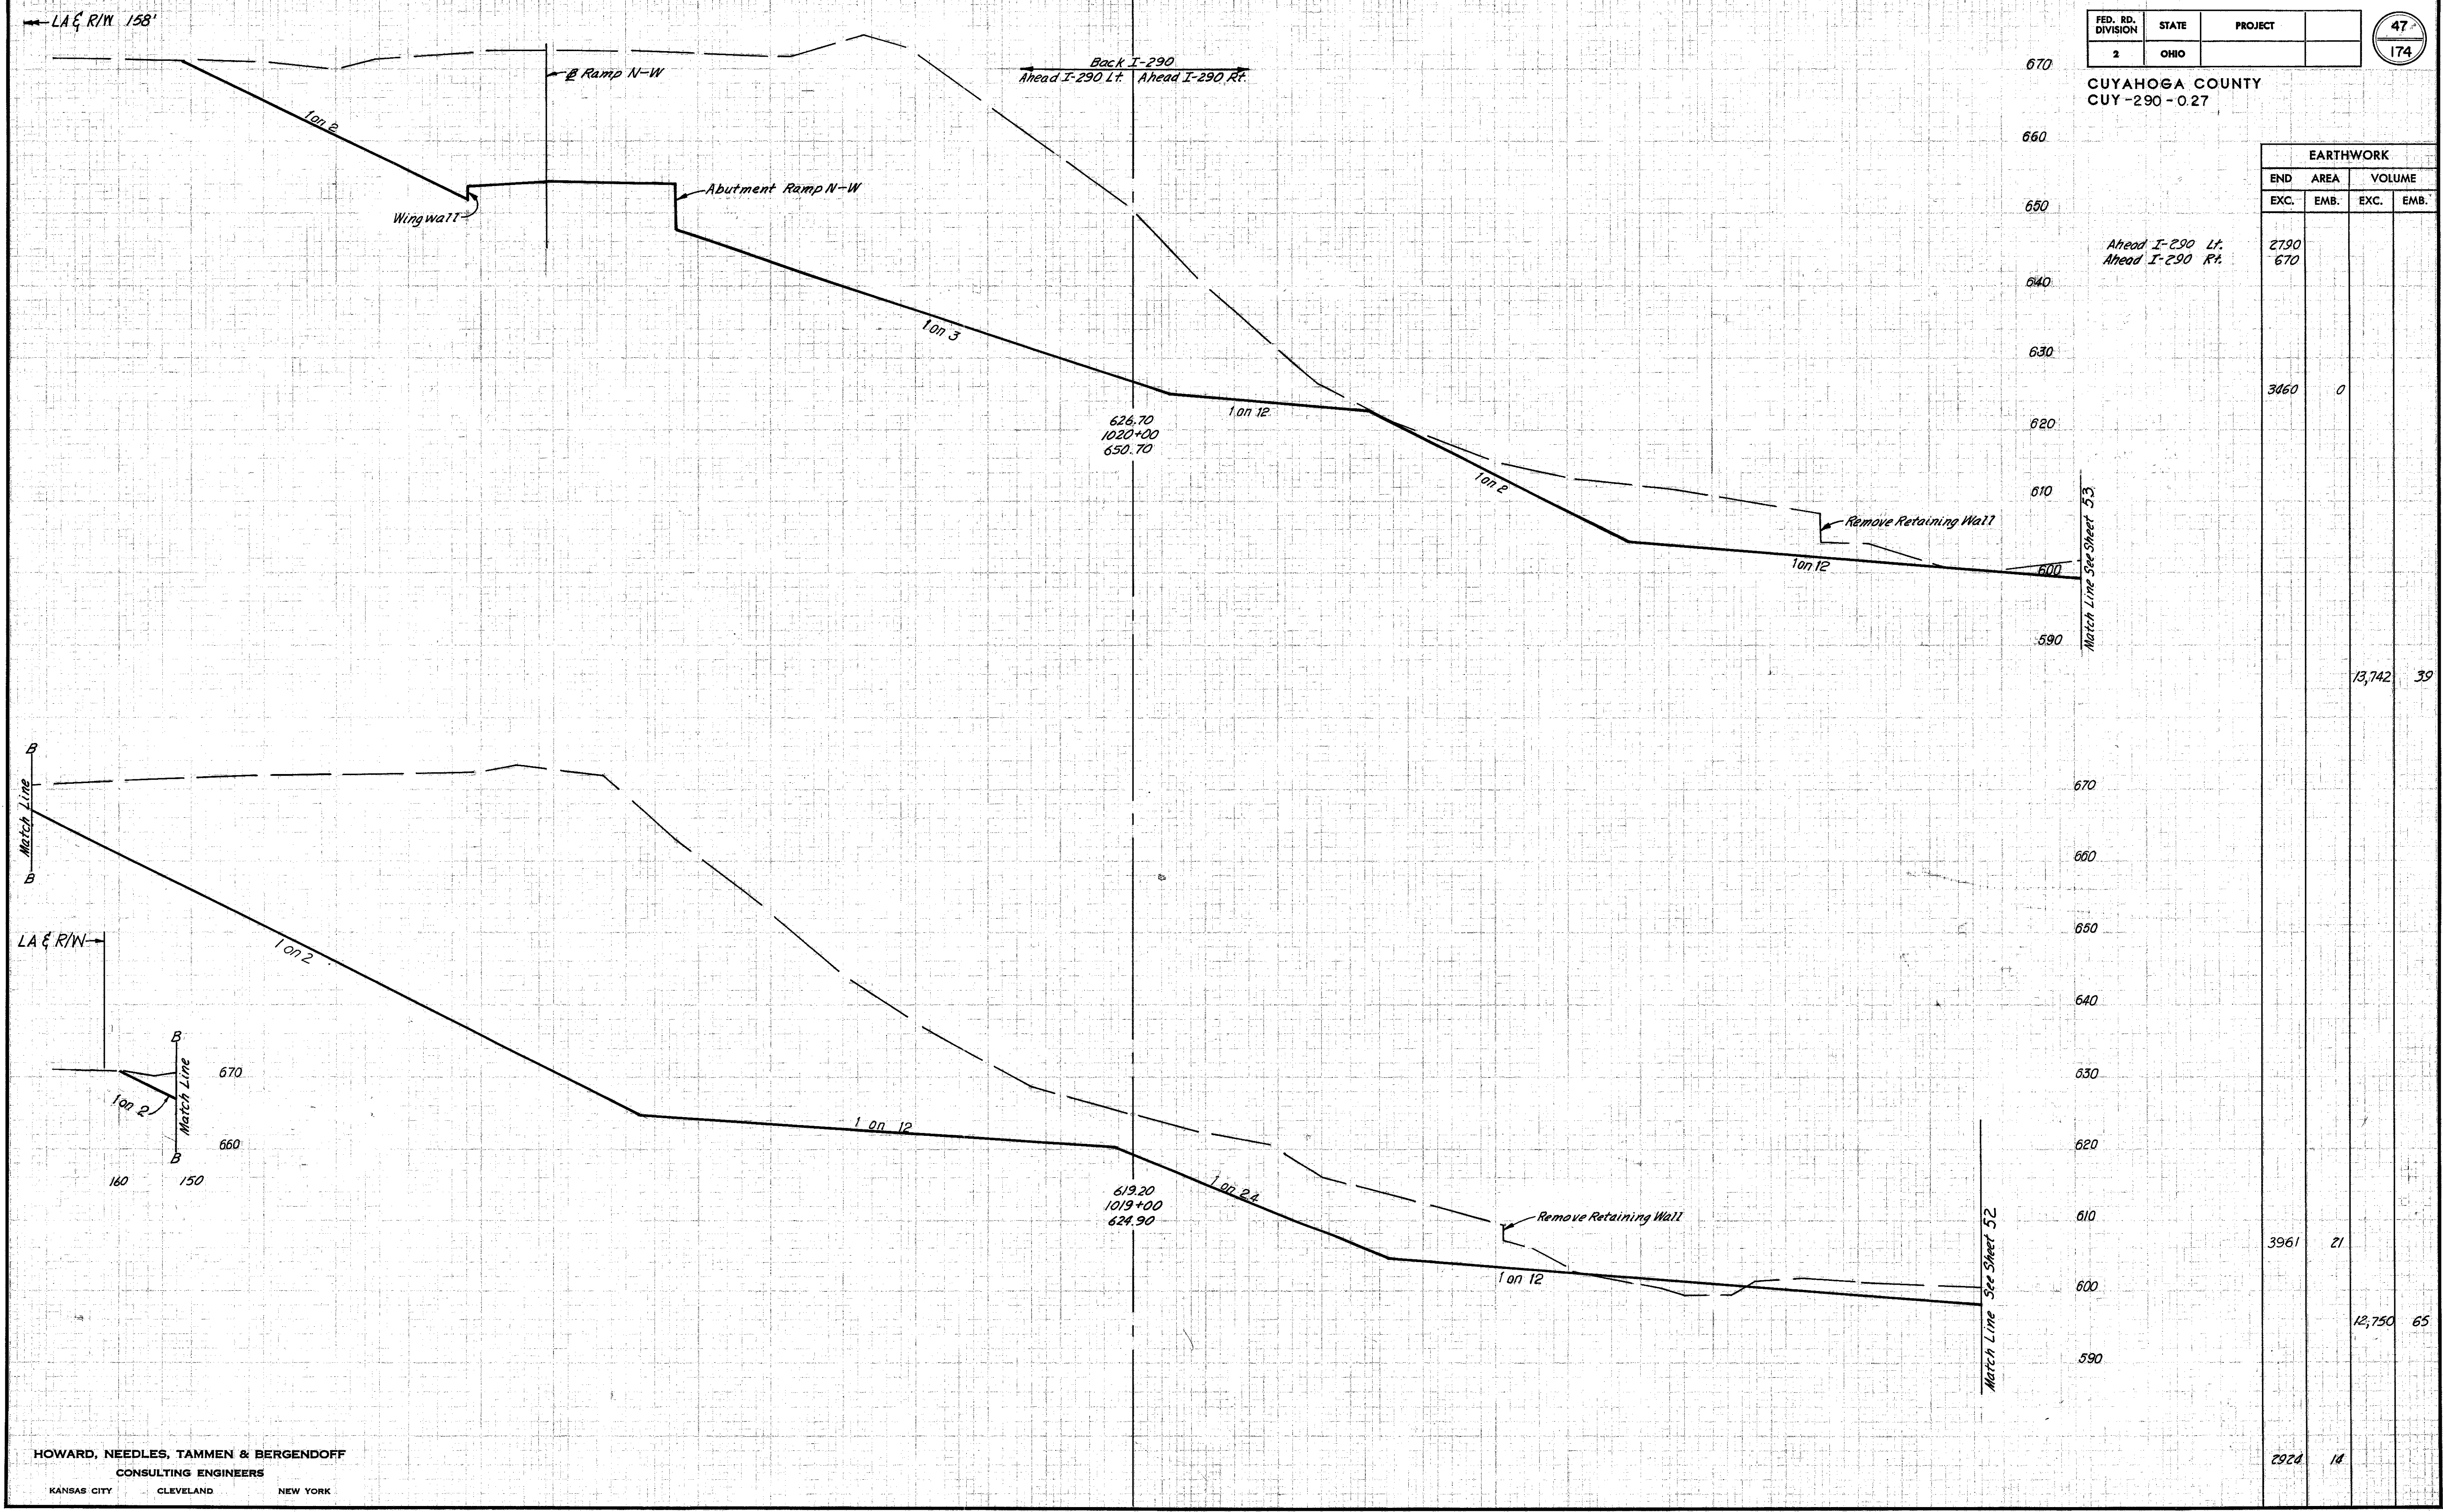 LA & R/W 158'
FED. RD. DIVISION STATE PROJECT
2 OHIO
47
174
CUYAHOGA COUNTY
CUY-290-0.27
Back I-290
Ahead I-290 Lt. Ahead I-290 Rt.
℄ Ramp N-W
1 on 2
Wingwall
Abutment Ramp N-W
1 on 3
1 on 12
626.70
1020+00
650.70
1 on 2
Remove Retaining Wall
1 on 12
670
660
650
640
630
620
610
600
590
Match Line See Sheet 53
EARTHWORK
END AREA VOLUME
EXC. EMB. EXC. EMB.
Ahead I-290 Lt. 2790
Ahead I-290 Rt. 670
3460 0
13,742 39
B
Match Line
B
LA & R/W
1 on 2
B
Match Line
B
1 on 2
670
660
160 150
1 on 12
619.20
1019+00
624.90
1 on 24
Remove Retaining Wall
1 on 12
670
660
650
640
630
620
610
600
590
Match Line See Sheet 52
3961 21
12,750 65
2924 14
HOWARD, NEEDLES, TAMMEN & BERGENDOFF
CONSULTING ENGINEERS
KANSAS CITY CLEVELAND NEW YORK